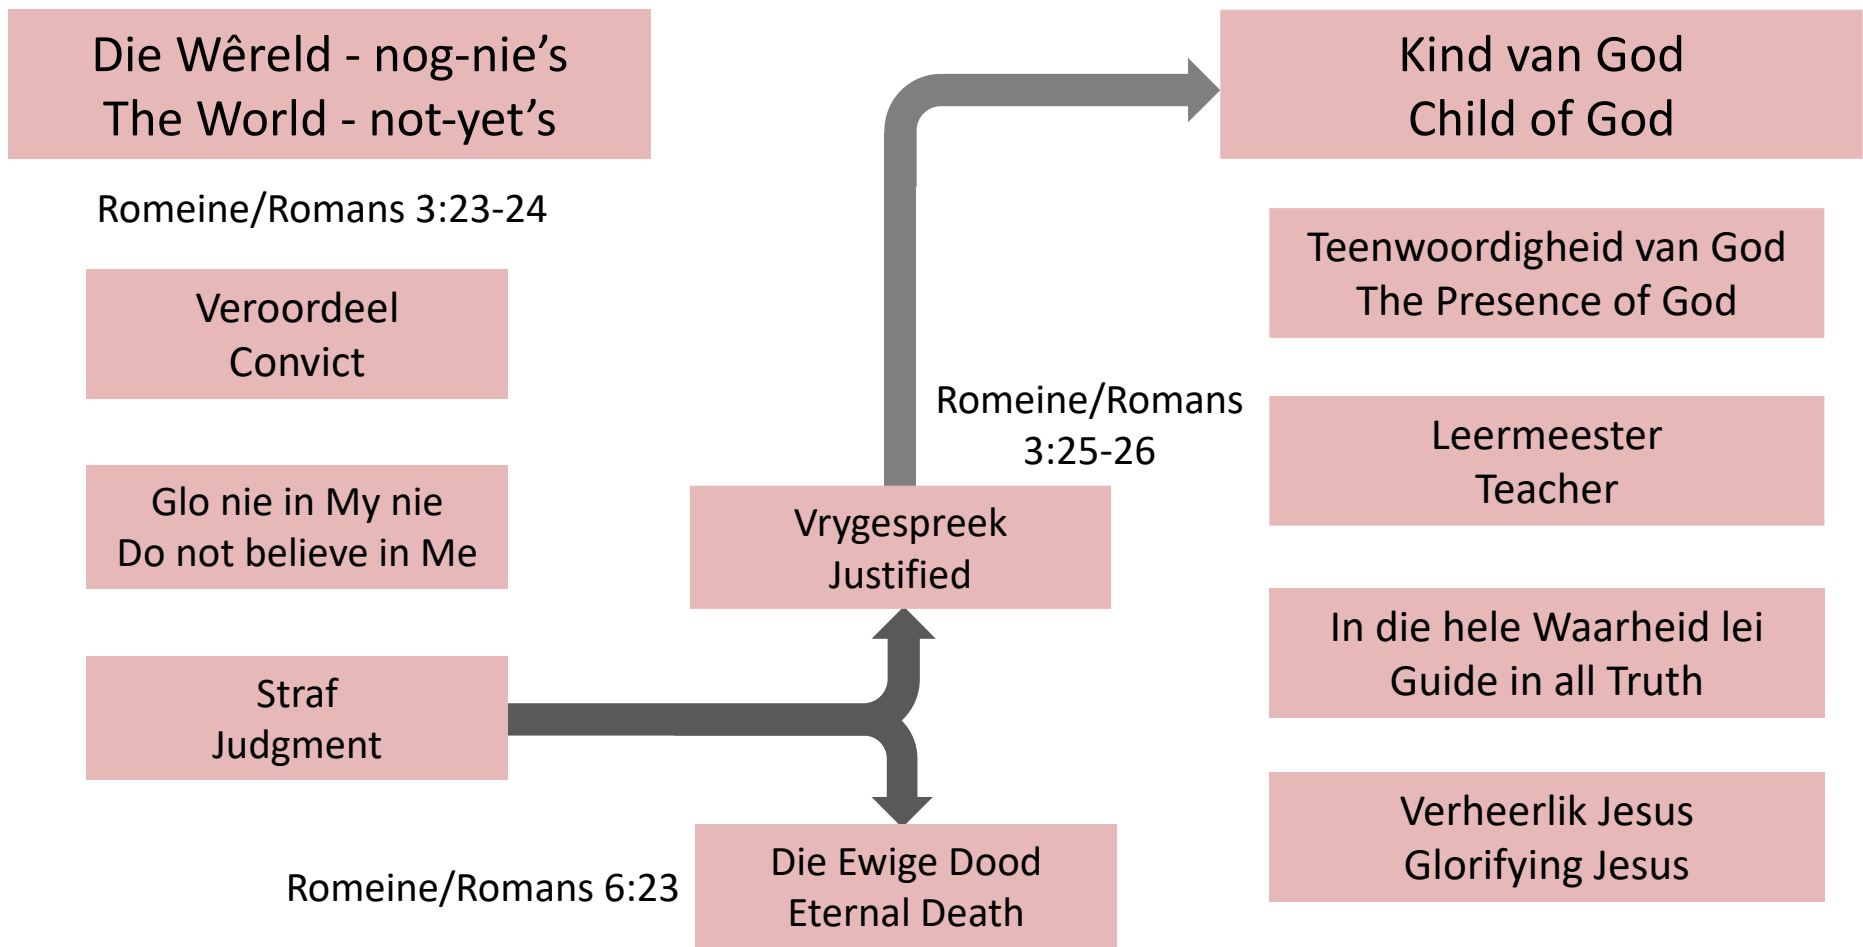 Die Wêreld - nog-nie’s
The World - not-yet’s
Romeine/Romans 3:23-24
Veroordeel
Convict
Glo nie in My nie
Do not believe in Me
Straf
Judgment
Romeine/Romans
3:25-26
Vrygespreek
Justified
Romeine/Romans 6:23
Die Ewige Dood
Eternal Death
Kind van God
Child of God
Teenwoordigheid van God
The Presence of God
Leermeester
Teacher
In die hele Waarheid lei
Guide in all Truth
Verheerlik Jesus
Glorifying Jesus